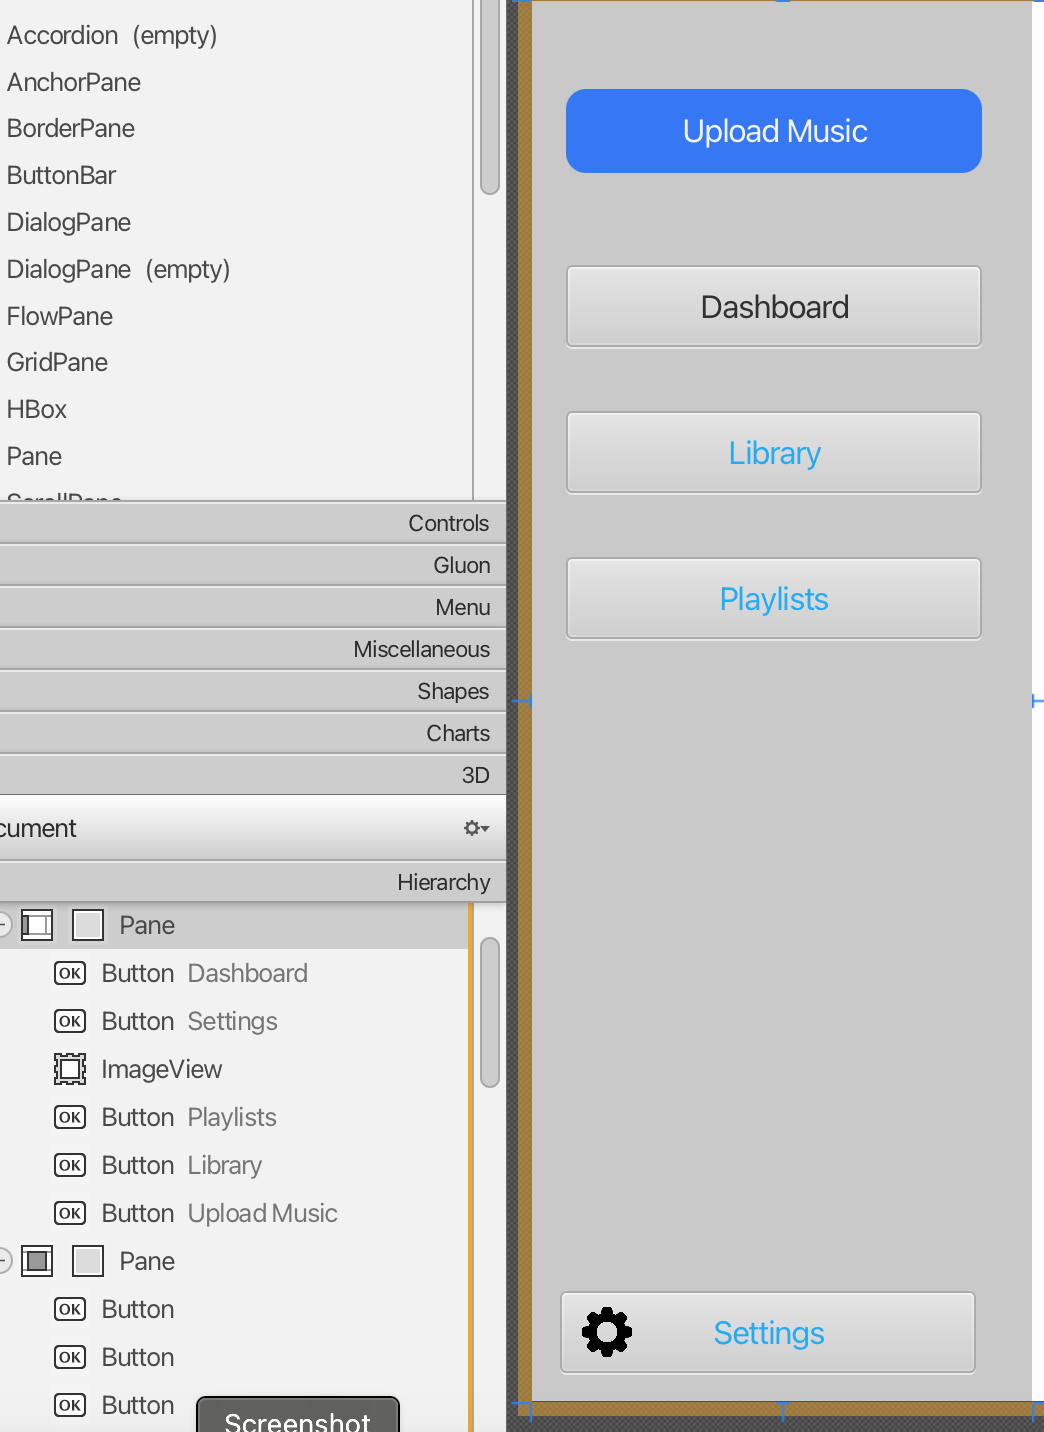 Accordion (empty)
AnchorPane
BorderPane
ButtonBar
DialogPane
DialogPane (empty)
FlowPane
GridPane
HBox
Pane
ScrollPane
Controls
Gluon
Menu
Miscellaneous
Shapes
Charts
3D
cument
Hierarchy
Pane
OK Button Dashboard
OK Button Settings
ImageView
OK Button Playlists
OK Button Library
OK Button Upload Music
Pane
OK Button
OK Button
OK Button
Screenshot
Upload Music
Dashboard
Library
Playlists
Settings